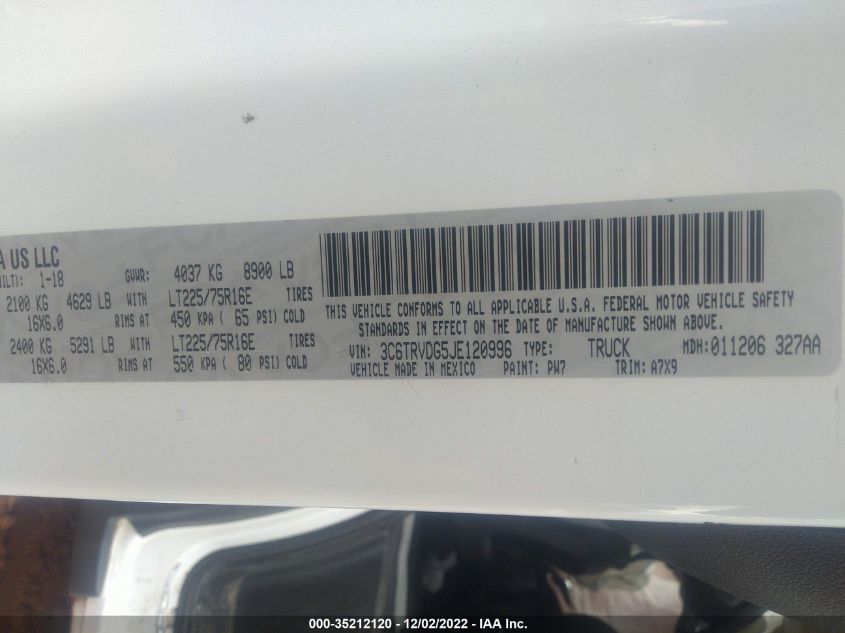 A US LLC
ILT): 1-18 GVWR: 4037 KG 8900 LB
2100 KG 4629 LB WITH LT225/75R16E TIRES
16X6.0 RIMS AT 450 KPA ( 65 PSI) COLD
2400 KG 5291 LB WITH LT225/75R16E TIRES
16X6.0 RIMS AT 550 KPA ( 80 PSI) COLD
THIS VEHICLE CONFORMS TO ALL APPLICABLE U.S.A. FEDERAL MOTOR VEHICLE SAFETY
STANDARDS IN EFFECT ON THE DATE OF MANUFACTURE SHOWN ABOVE.
VIN: 3C6TRVDG5JE120996 TYPE: TRUCK MDH:011206 327AA
VEHICLE MADE IN MEXICO PAINT: PW7 TRIM: A7X9
000-35212120 - 12/02/2022 - IAA Inc.